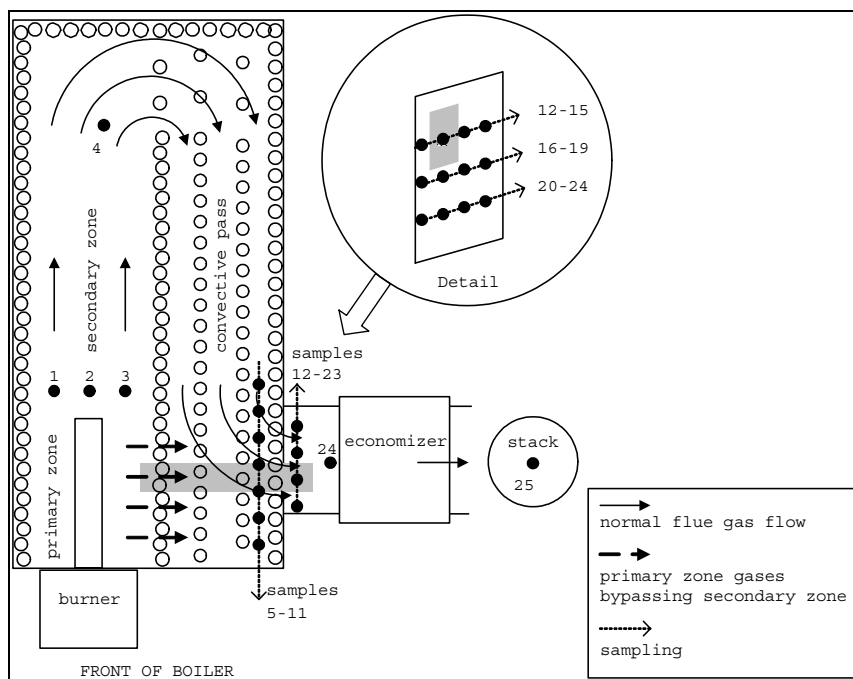 12-15
16-19
20-24
Detail
4
secondary zone
convective pass
samples
12-23
1
2
3
24
economizer
stack
25
primary zone
samples
5-11
burner
FRONT OF BOILER
normal flue gas flow
primary zone gases
bypassing secondary zone
sampling